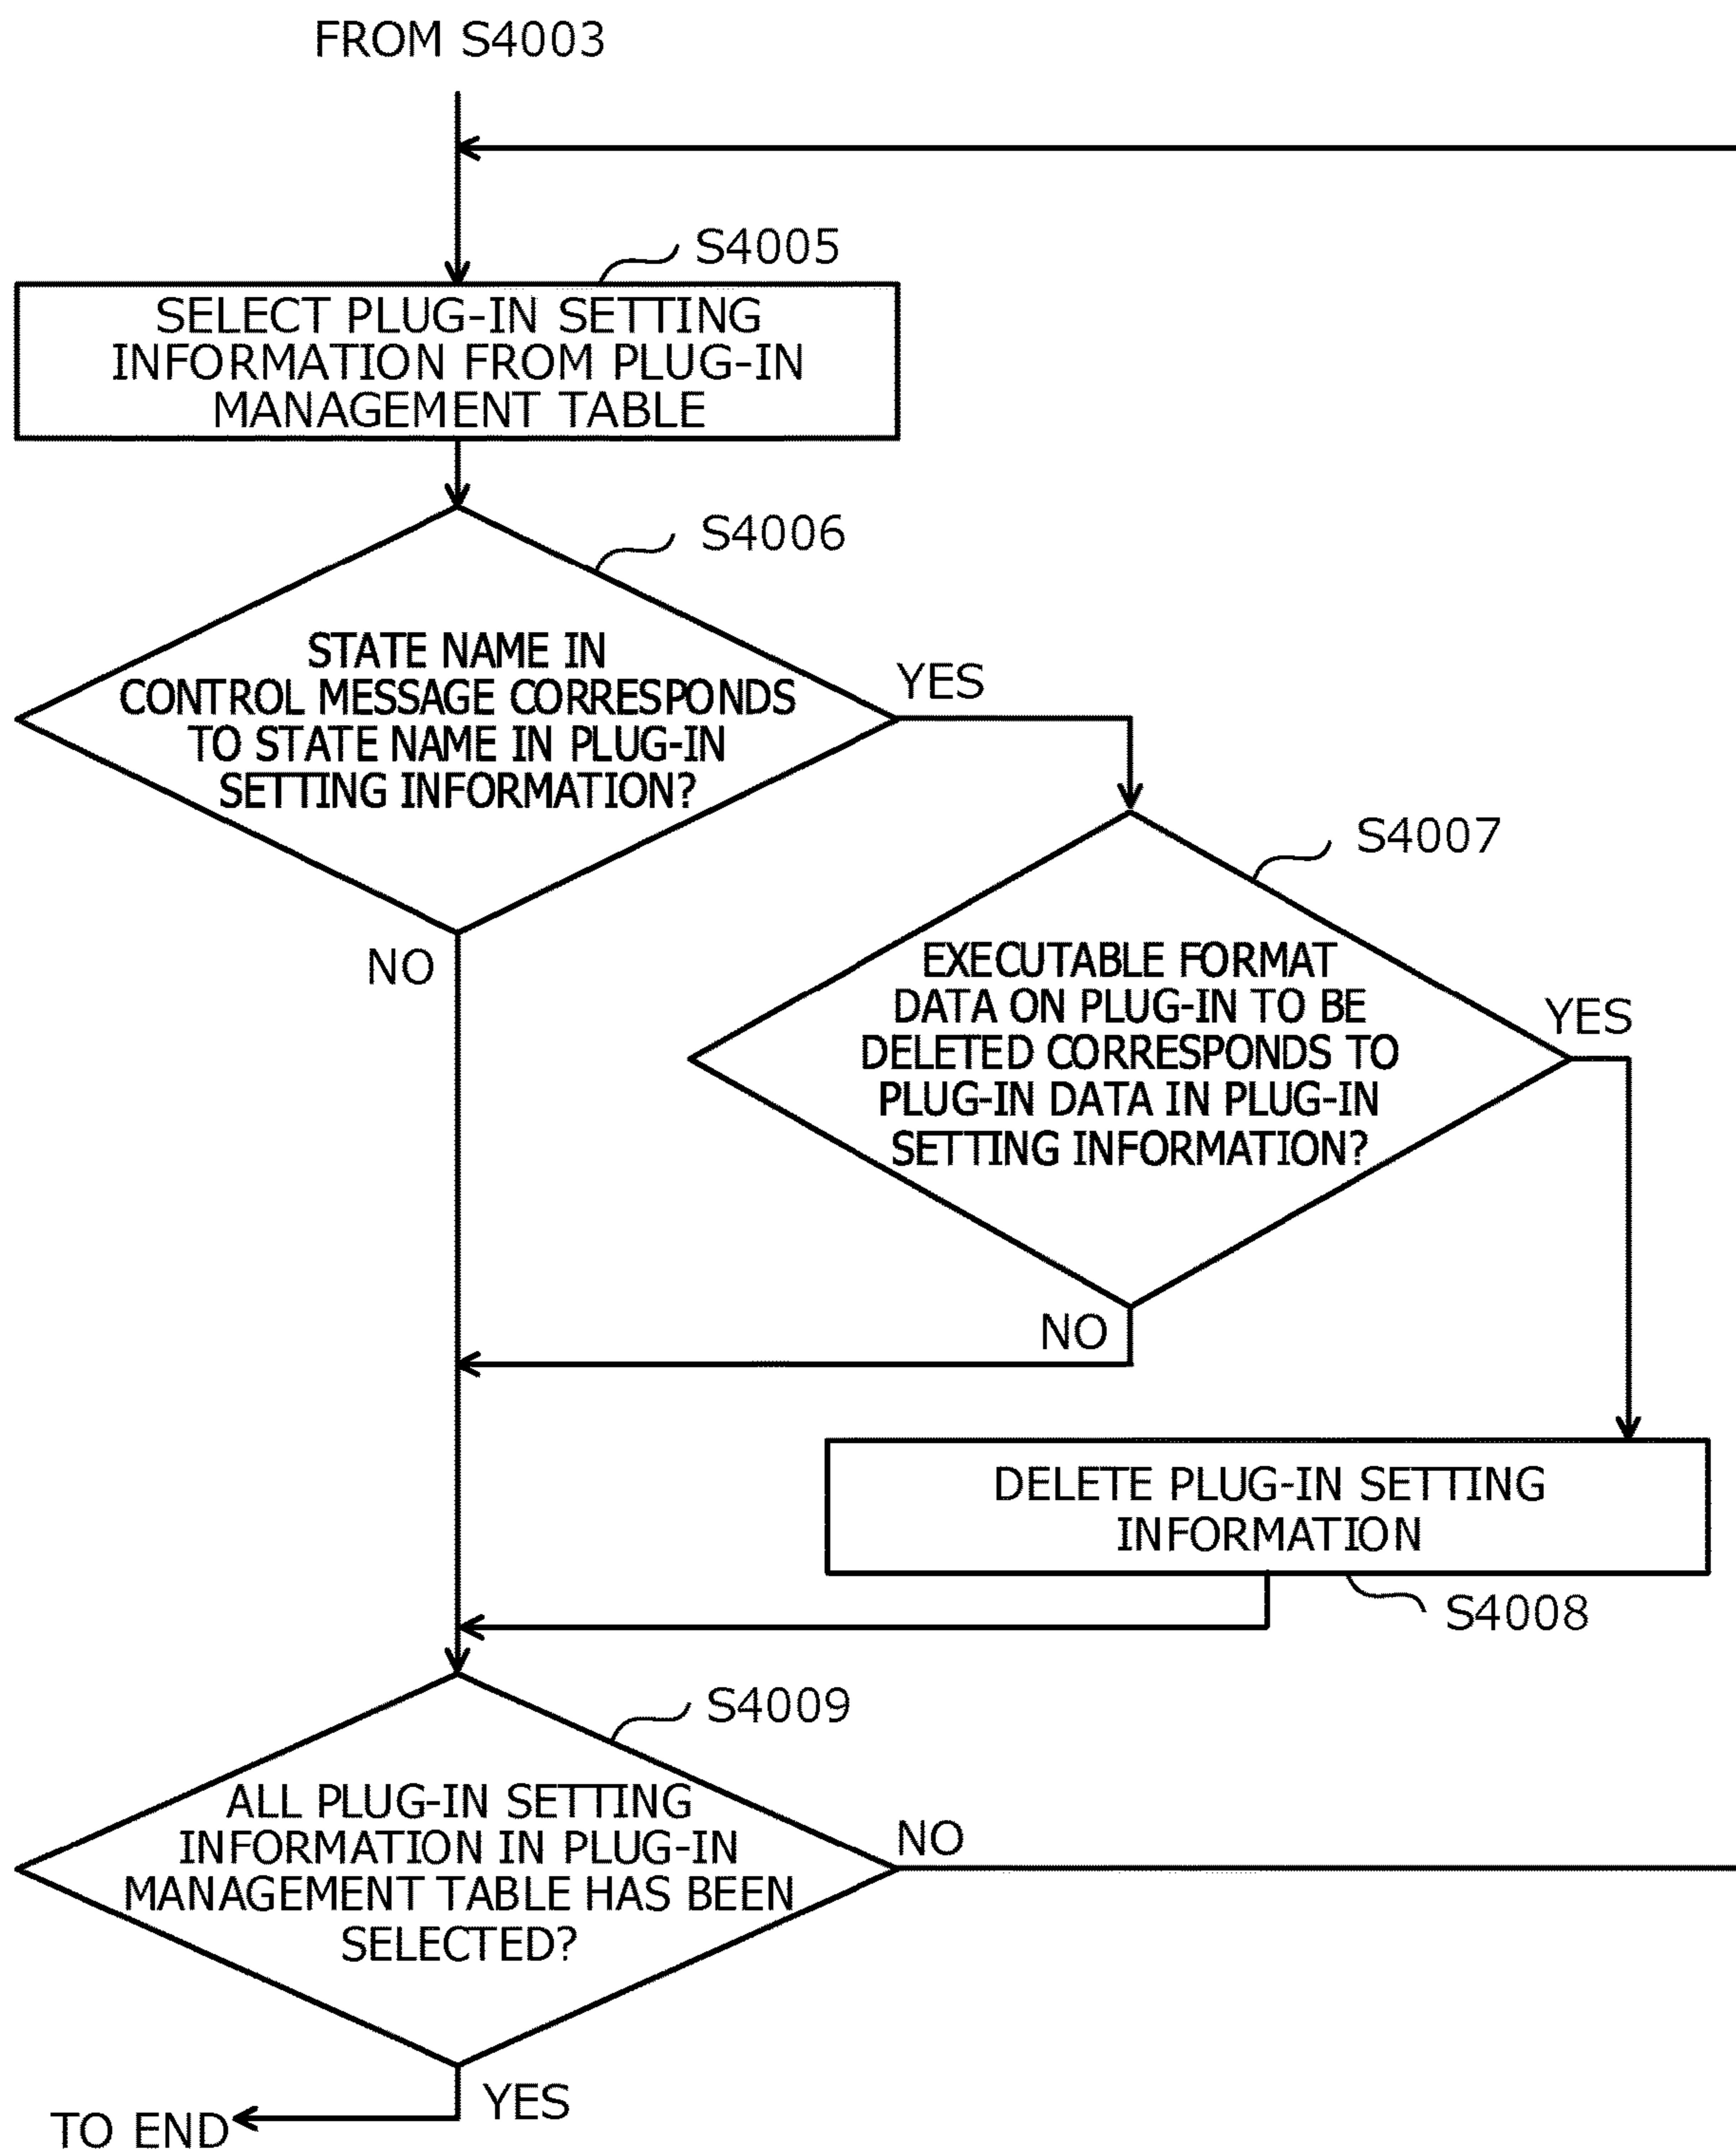 FROM S4003
S4005
SELECT PLUG-IN SETTING
INFORMATION FROM PLUG-IN
MANAGEMENT TABLE
S4006
STATE NAME IN
CONTROL MESSAGE CORRESPONDS
TO STATE NAME IN PLUG-IN
SETTING INFORMATION?
YES
NO
S4007
EXECUTABLE FORMAT
DATA ON PLUG-IN TO BE
DELETED CORRESPONDS TO
PLUG-IN DATA IN PLUG-IN
SETTING INFORMATION?
YES
NO
DELETE PLUG-IN SETTING
INFORMATION
S4008
S4009
ALL PLUG-IN SETTING
INFORMATION IN PLUG-IN
MANAGEMENT TABLE HAS BEEN
SELECTED?
NO
YES
TO END